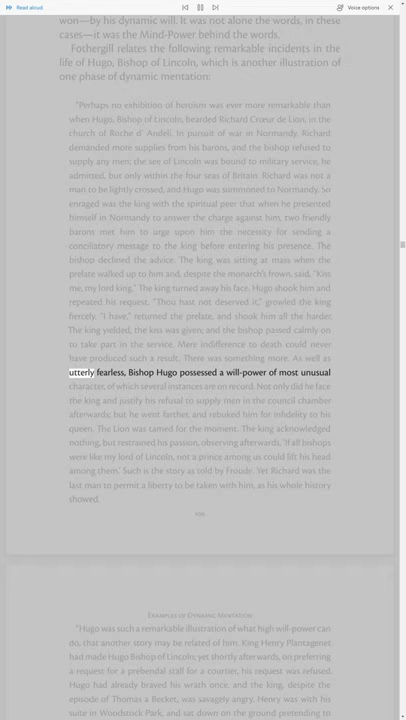 Read aloud
Voice options
won—by his dynamic will. It was not alone the words, in these
cases—it was the Mind-Power behind the words.
Fothergill relates the following remarkable incidents in the
life of Hugo, Bishop of Lincoln, which is another illustration of
one phase of dynamic mentation:
"Perhaps no exhibition of heroism was ever more remarkable than
when Hugo, Bishop of Lincoln, bearded Richard Cœur de Lion, in the
church of Roche d' Andeli. In pursuit of war in Normandy, Richard
demanded more supplies from his barons, and the bishop refused to
supply any men; the see of Lincoln was bound to military service, he
admitted, but only within the four seas of Britain. Richard was not a
man to be lightly crossed, and Hugo was summoned to Normandy. So
enraged was the king with the spiritual peer that when he presented
himself in Normandy to answer the charge against him, two friendly
barons met him to urge upon him the necessity for sending a
conciliatory message to the king before entering his presence. The
bishop declined the advice. The king was sitting at mass when the
prelate walked up to him and, despite the monarch's frown, said, "Kiss
me, my lord king." The king turned away his face. Hugo shook him and
repeated his request. "Thou hast not deserved it," growled the king
fiercely. "I have," returned the prelate, and shook him all the harder.
The king yielded, the kiss was given; and the bishop passed calmly on
to take part in the service. Mere indifference to death could never
have produced such a result. There was something more. As well as
utterly fearless, Bishop Hugo possessed a will-power of most unusual
character, of which several instances are on record. Not only did he face
the king and justify his refusal to supply men in the council chamber
afterwards, but he went farther, and rebuked him for infidelity to his
queen. The Lion was tamed for the moment. The king acknowledged
nothing, but restrained his passion, observing afterwards, 'If all bishops
were like my lord of Lincoln, not a prince among us could lift his head
among them.' Such is the story as told by Froude. Yet Richard was the
last man to permit a liberty to be taken with him, as his whole history
showed.
Examples of Dynamic Mentation
"Hugo was such a remarkable illustration of what high will-power can
do, that another story may be related of him. King Henry Plantagenet
had made Hugo Bishop of Lincoln; yet shortly afterwards, on preferring
a request for a prebendal stall for a courtier, his request was refused.
Hugo had already braved his wrath once, and the king, despite the
episode of Thomas a Becket, was savagely angry. Henry was with his
suite in Woodstock Park, and sat down on the ground pretending to